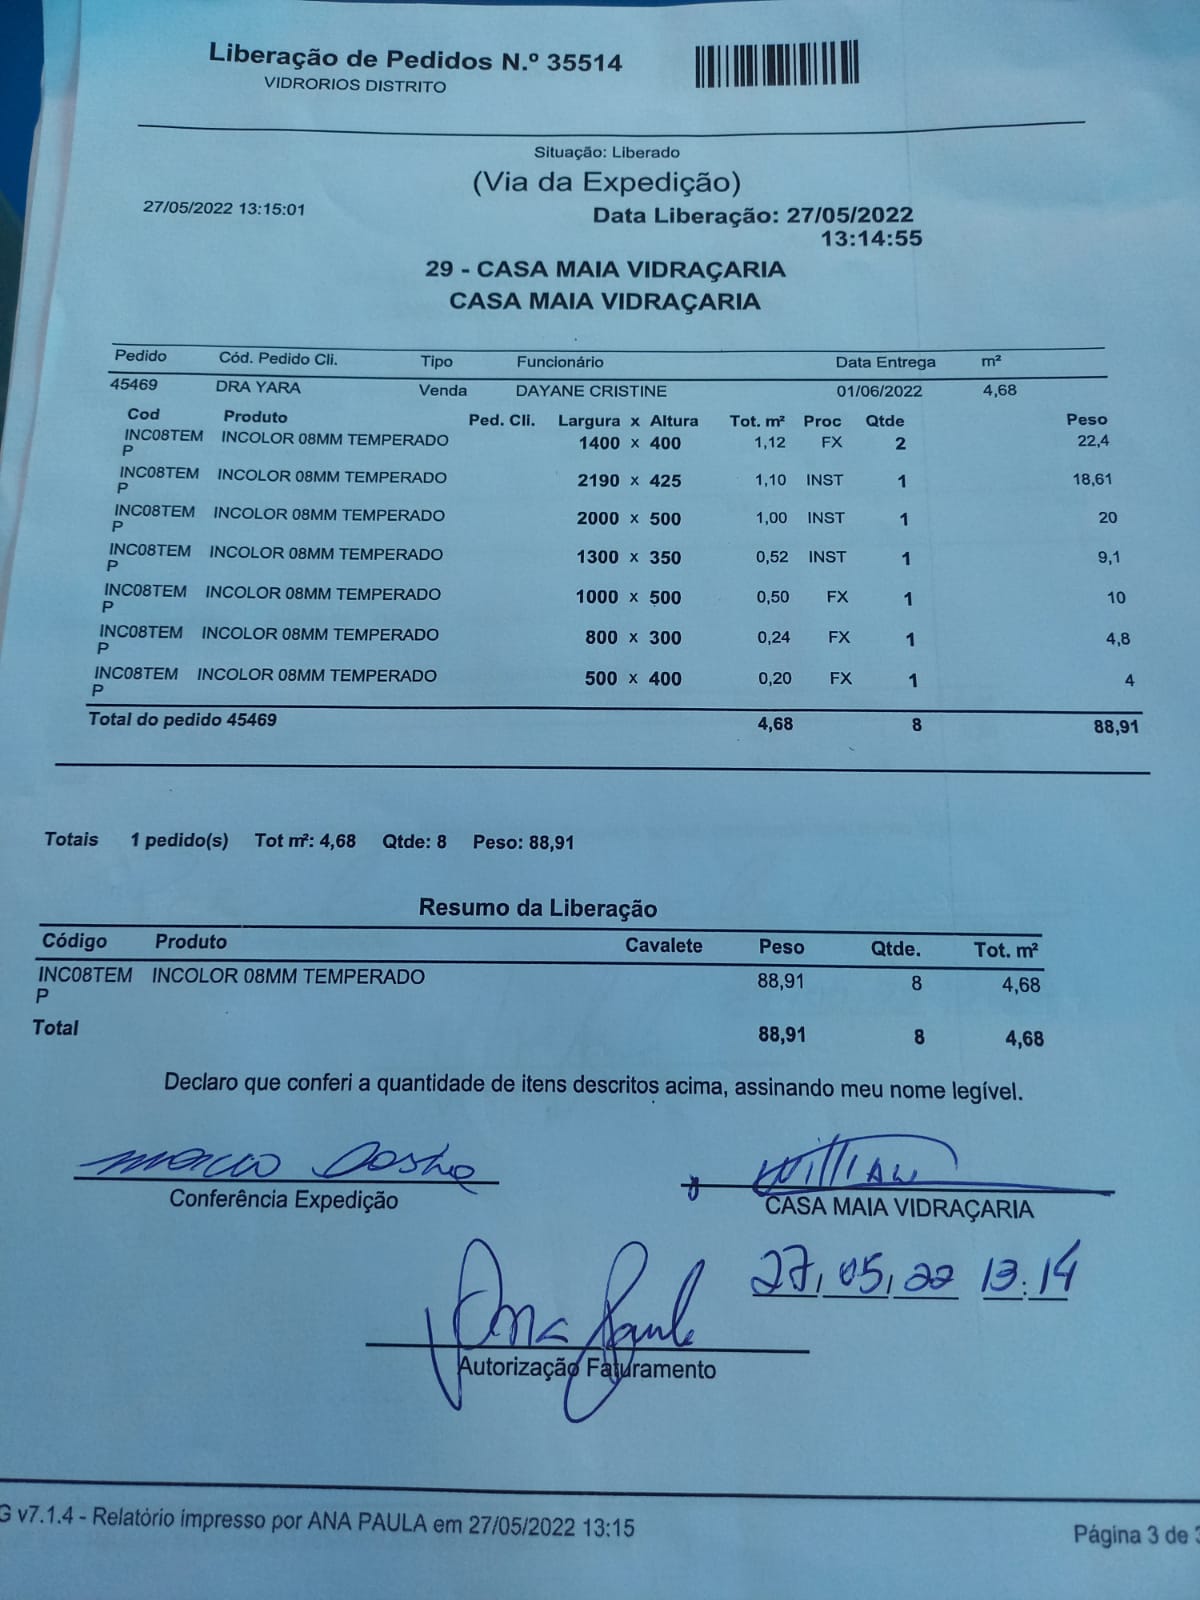 Liberação de Pedidos N.º 35514
VIDRORIOS DISTRITO
Situação: Liberado
(Via da Expedição)
27/05/2022 13:15:01
Data Liberação: 27/05/2022
13:14:55
29 - CASA MAIA VIDRAÇARIA
CASA MAIA VIDRAÇARIA
Pedido Cód. Pedido Cli. Tipo Funcionário Data Entrega m²
45469 DRA YARA Venda DAYANE CRISTINE 01/06/2022 4,68
Cod Produto Ped. Cli. Largura x Altura Tot. m² Proc Qtde Peso
INC08TEM INCOLOR 08MM TEMPERADO 1400 x 400 1,12 FX 2 22,4
P
INC08TEM INCOLOR 08MM TEMPERADO 2190 x 425 1,10 INST 1 18,61
P
INC08TEM INCOLOR 08MM TEMPERADO 2000 x 500 1,00 INST 1 20
P
INC08TEM INCOLOR 08MM TEMPERADO 1300 x 350 0,52 INST 1 9,1
P
INC08TEM INCOLOR 08MM TEMPERADO 1000 x 500 0,50 FX 1 10
P
INC08TEM INCOLOR 08MM TEMPERADO 800 x 300 0,24 FX 1 4,8
P
INC08TEM INCOLOR 08MM TEMPERADO 500 x 400 0,20 FX 1 4
P
Total do pedido 45469 4,68 8 88,91
Totais 1 pedido(s) Tot m²: 4,68 Qtde: 8 Peso: 88,91
Resumo da Liberação
Código Produto Cavalete Peso Qtde. Tot. m²
INC08TEM INCOLOR 08MM TEMPERADO 88,91 8 4,68
P
Total 88,91 8 4,68
Declaro que conferi a quantidade de itens descritos acima, assinando meu nome legível.
Marcio Costa William
Conferência Expedição CASA MAIA VIDRAÇARIA
27/05/22 13:14
Ana Paula
Autorização Faturamento
G v7.1.4 - Relatório impresso por ANA PAULA em 27/05/2022 13:15
Página 3 de 3